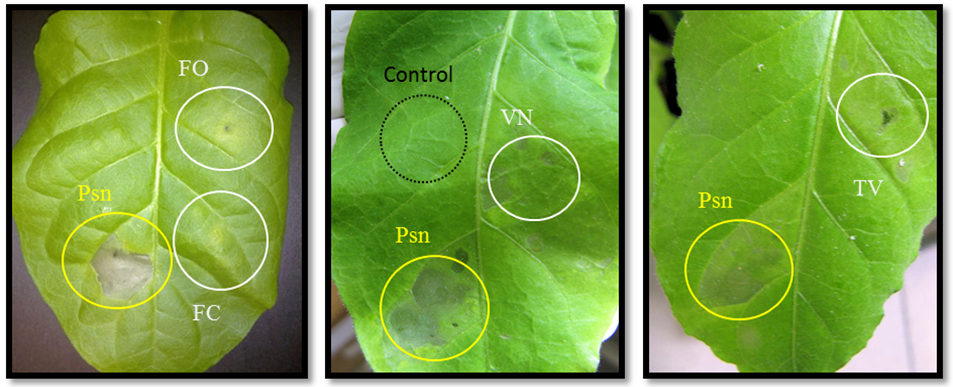 FO
Psn
FC
Control
VN
Psn
Psn
TV